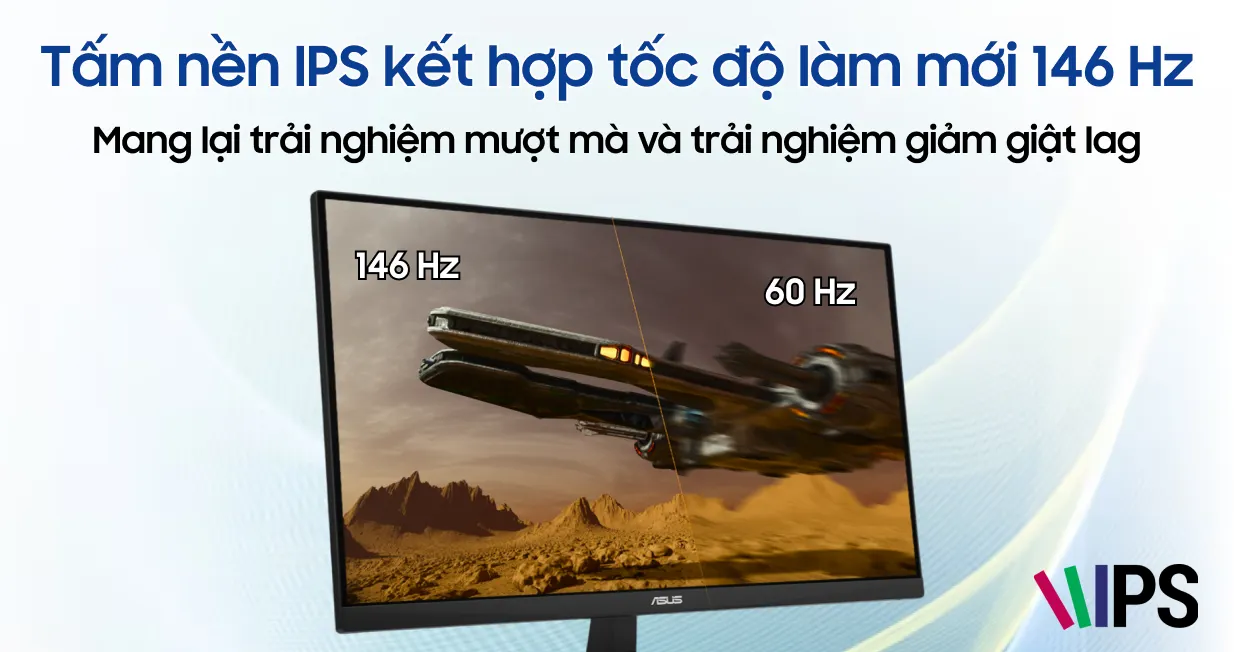 Tấm nền IPS kết hợp tốc độ làm mới 146 Hz
Mang lại trải nghiệm mượt mà và trải nghiệm giảm giật lag
146 Hz
60 Hz
ASUS
IPS